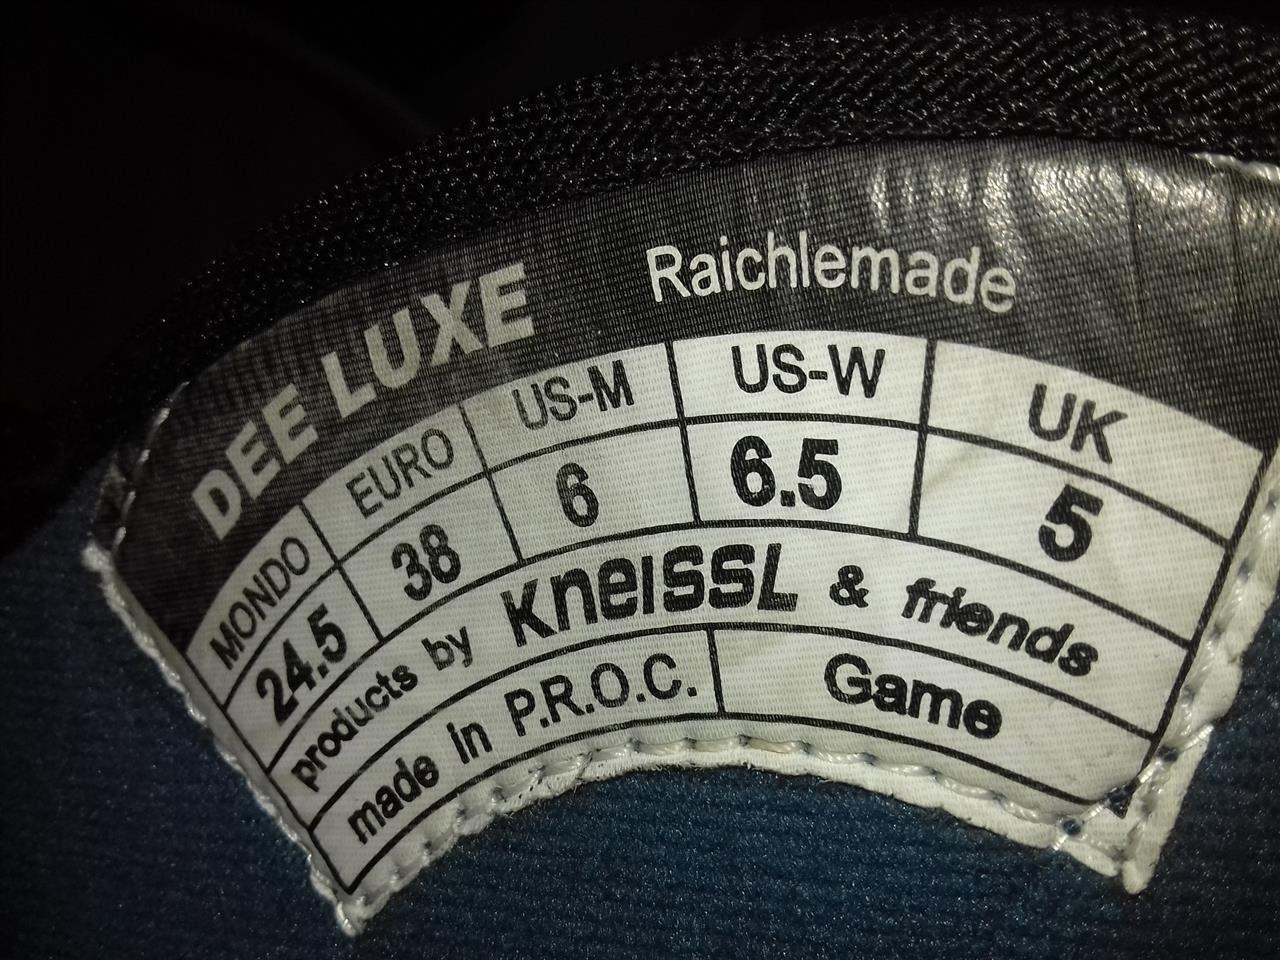 DEE LUXE Raichlemade
MONDO EURO US-M US-W UK
24.5 38 6 6.5 5
products by KneissL & friends
made in P.R.O.C. Game